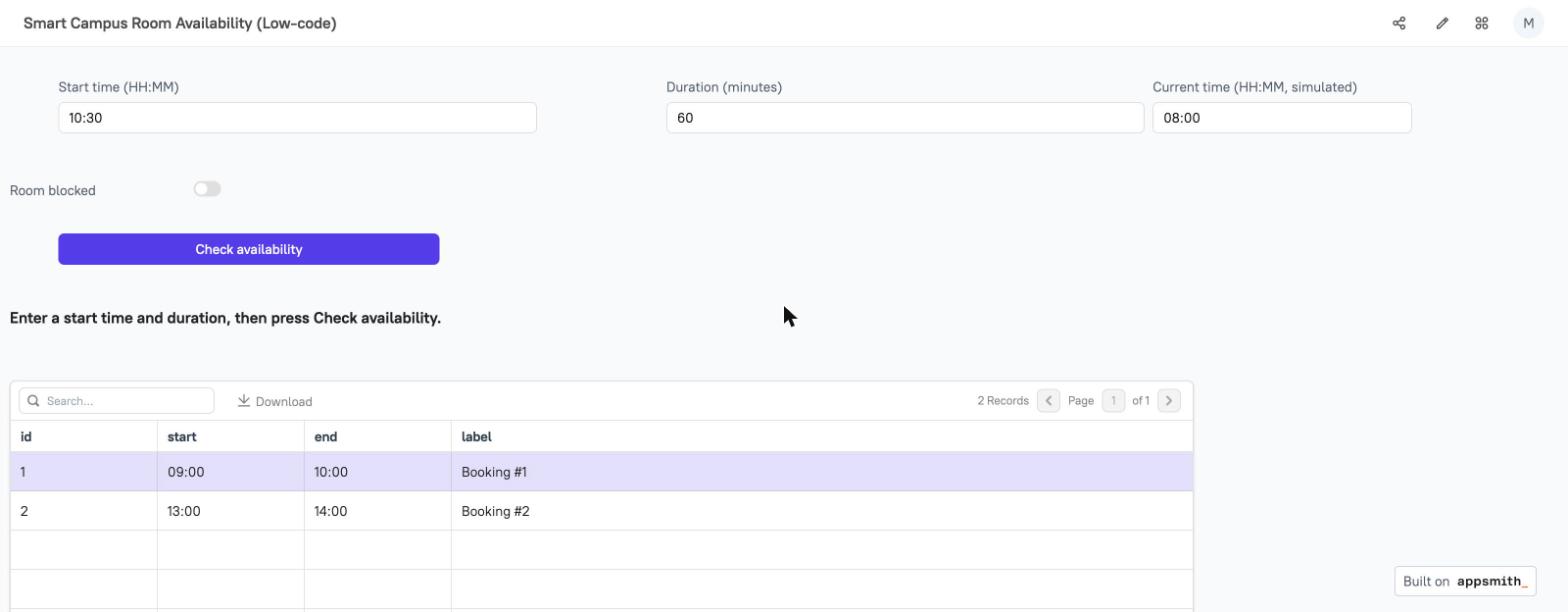 Smart Campus Room Availability (Low-code)
M
Start time (HH:MM)
Duration (minutes)
Current time (HH:MM, simulated)
10:30
60
08:00
Room blocked
Check availability
Enter a start time and duration, then press Check availability.
Search...
Download
2 Records
Page 1 of 1
id start end label
1 09:00 10:00 Booking #1
2 13:00 14:00 Booking #2
Built on appsmith_